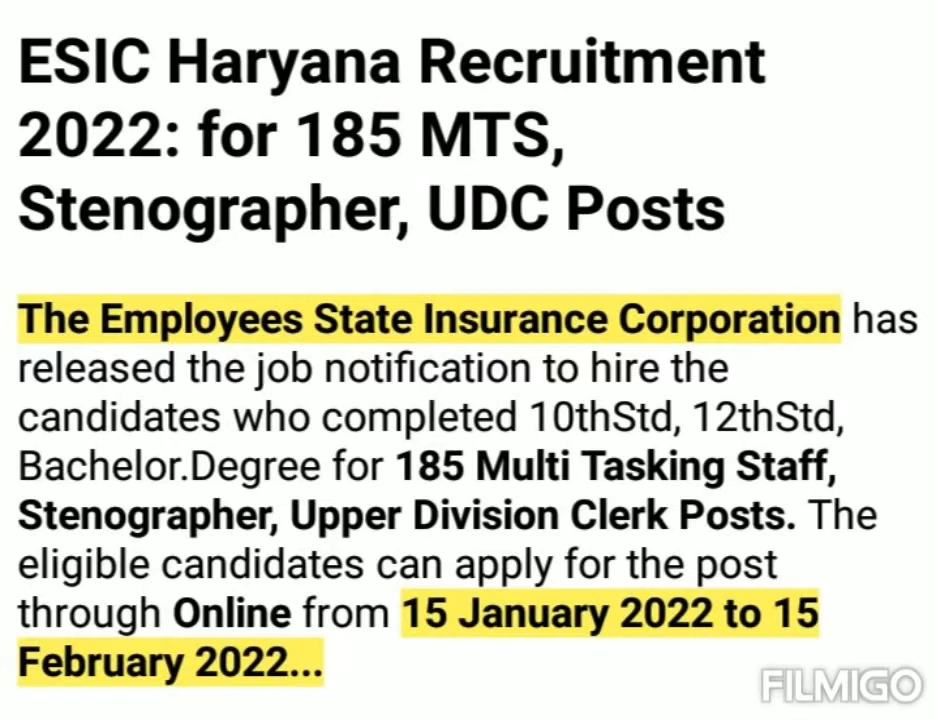 ESIC Haryana Recruitment
2022: for 185 MTS,
Stenographer, UDC Posts
The Employees State Insurance Corporation has
released the job notification to hire the
candidates who completed 10thStd, 12thStd,
Bachelor.Degree for 185 Multi Tasking Staff,
Stenographer, Upper Division Clerk Posts. The
eligible candidates can apply for the post
through Online from 15 January 2022 to 15
February 2022...
FILMIGO